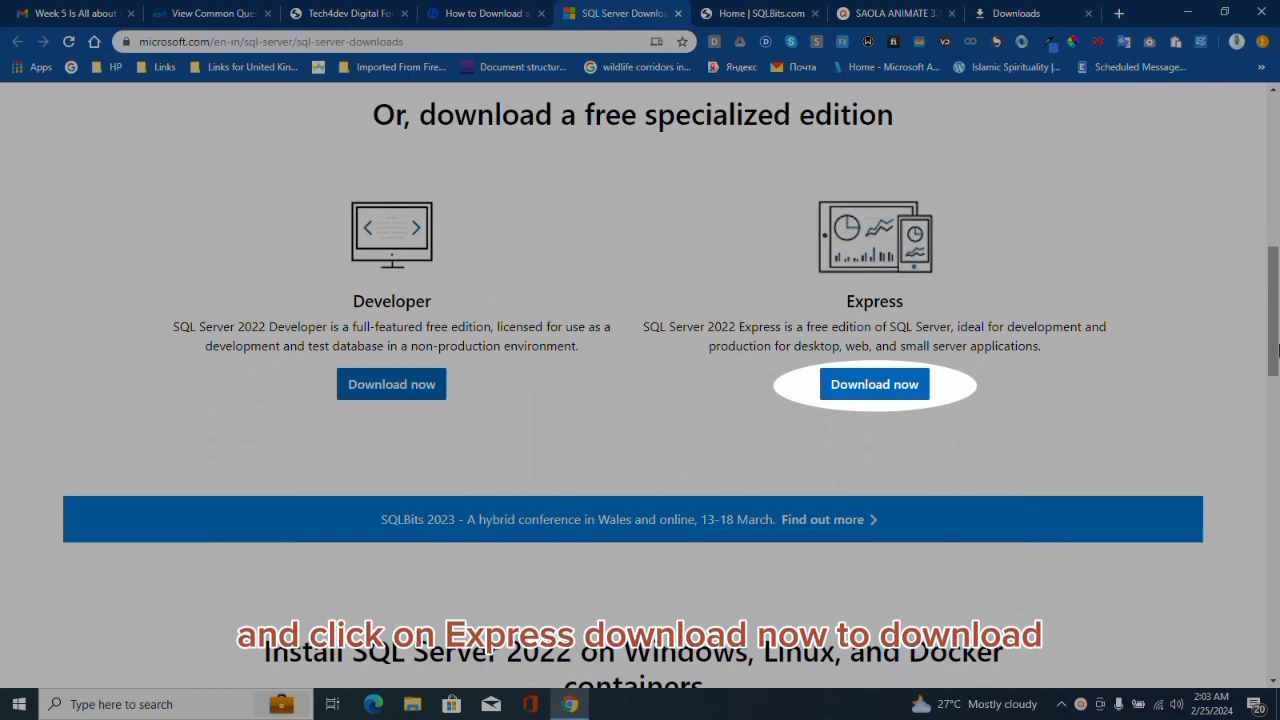 Week 5 Is All about
View Common Que
Tech4dev Digital Fo
How to Download a
SQL Server Downlo
Home | SQLBits.com
SAOLA ANIMATE 3.
Downloads
microsoft.com/en-in/sql-server/sql-server-downloads
Apps
HP
Links
Links for United Kin...
Imported From Fire...
Document structur...
wildlife corridors in...
Яндекс
Почта
Home - Microsoft A...
Islamic Spirituality |...
Scheduled Message...
Or, download a free specialized edition
Developer
SQL Server 2022 Developer is a full-featured free edition, licensed for use as a
development and test database in a non-production environment.
Download now
Express
SQL Server 2022 Express is a free edition of SQL Server, ideal for development and
production for desktop, web, and small server applications.
Download now
SQLBits 2023 - A hybrid conference in Wales and online, 13-18 March. Find out more
and click on Express download now to download
Install SQL Server 2022 on Windows, Linux, and Docker
containers
Type here to search
27°C Mostly cloudy
2:03 AM
2/25/2024
20